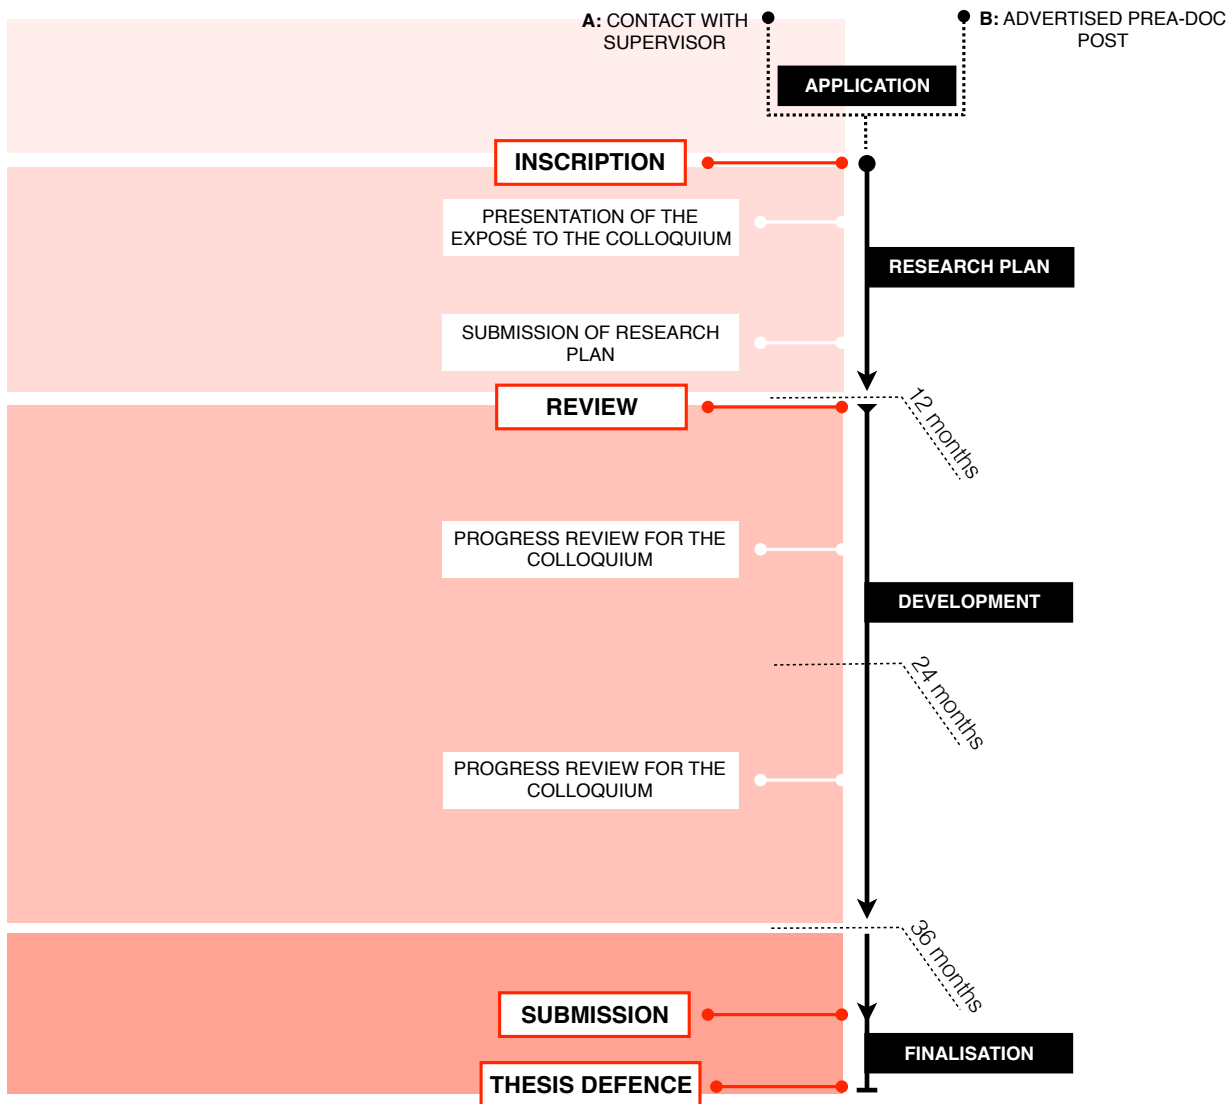 A: CONTACT WITH
SUPERVISOR
B: ADVERTISED PREA-DOC
POST
APPLICATION
INSCRIPTION
PRESENTATION OF THE
EXPOSÉ TO THE COLLOQUIUM
RESEARCH PLAN
SUBMISSION OF RESEARCH
PLAN
REVIEW
12 months
PROGRESS REVIEW FOR THE
COLLOQUIUM
DEVELOPMENT
24 months
PROGRESS REVIEW FOR THE
COLLOQUIUM
36 months
SUBMISSION
FINALISATION
THESIS DEFENCE